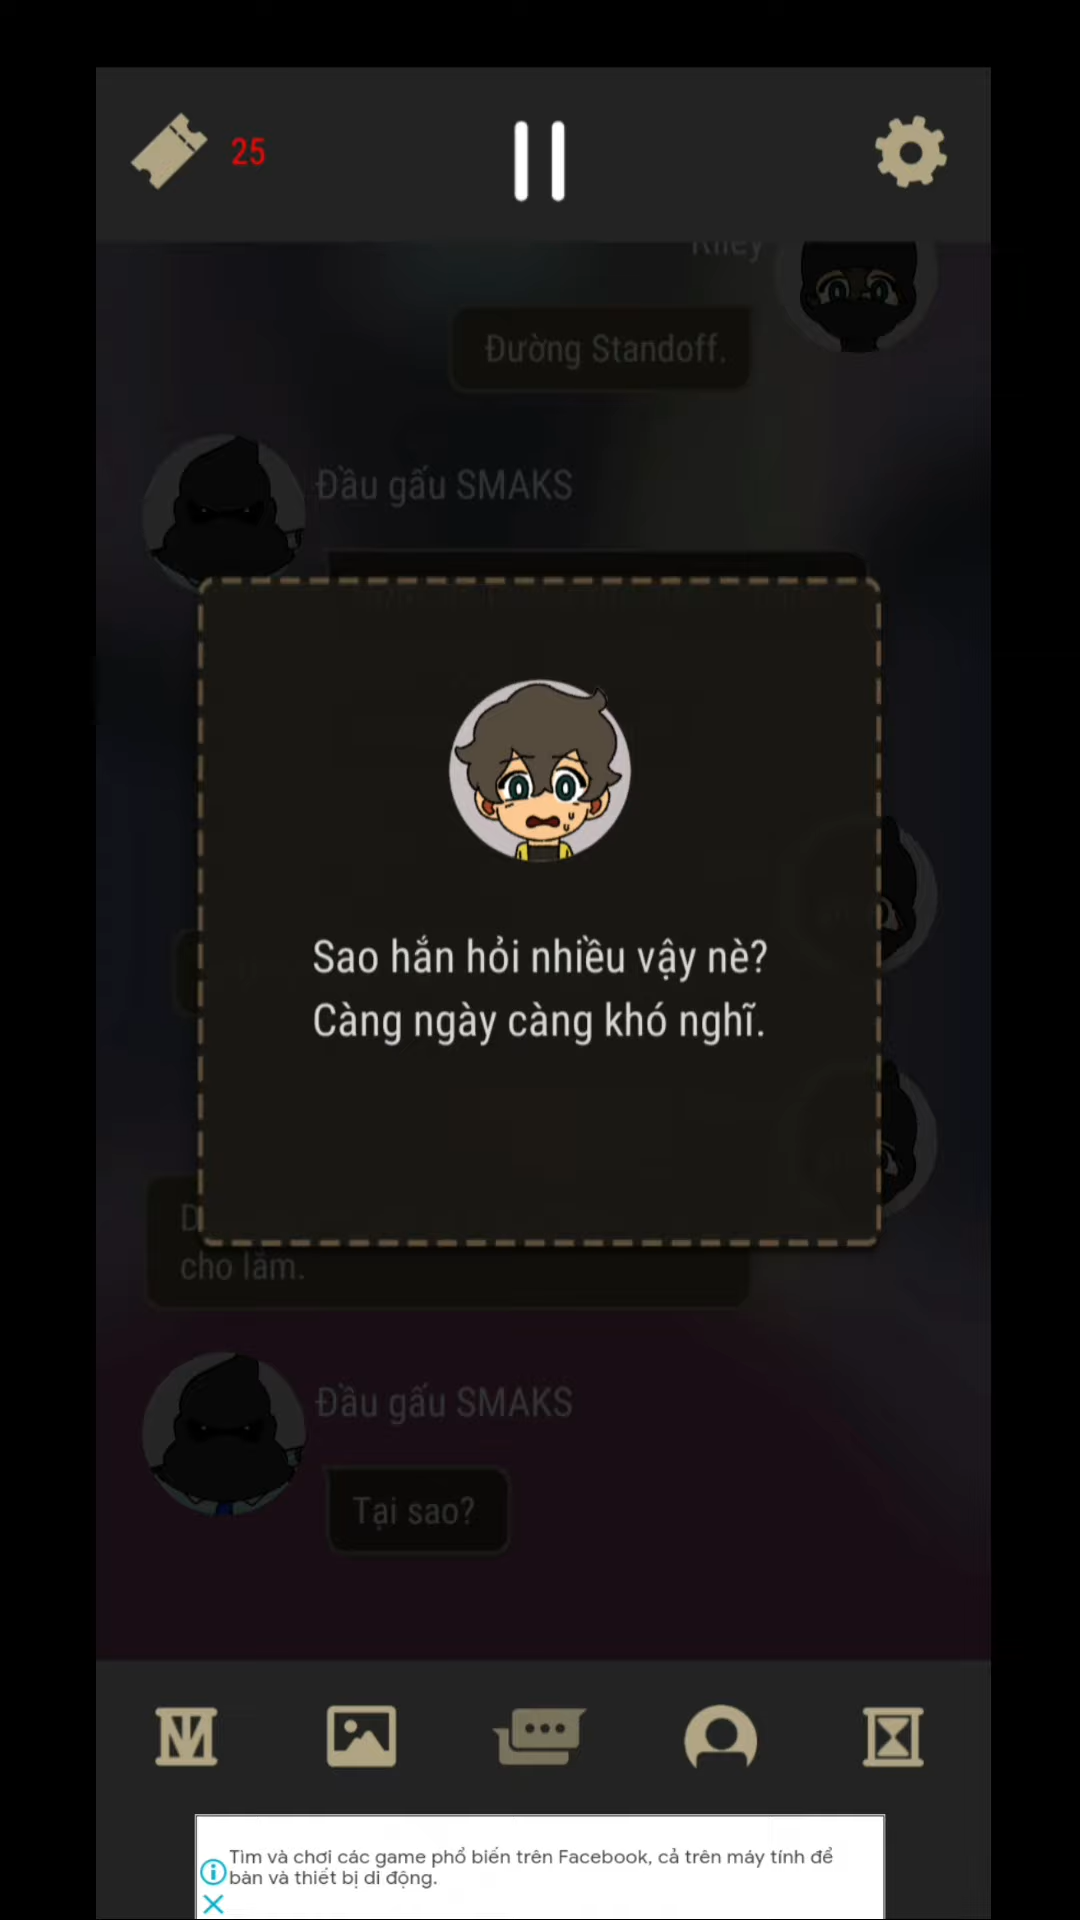 25
Riley
Đường Standoff.
Đầu gấu SMAKS
Sao hắn hỏi nhiều vậy nè?
Càng ngày càng khó nghĩ.
cho lắm.
Đầu gấu SMAKS
Tại sao?
Tìm và chơi các game phổ biến trên Facebook, cả trên máy tính để
bàn và thiết bị di động.